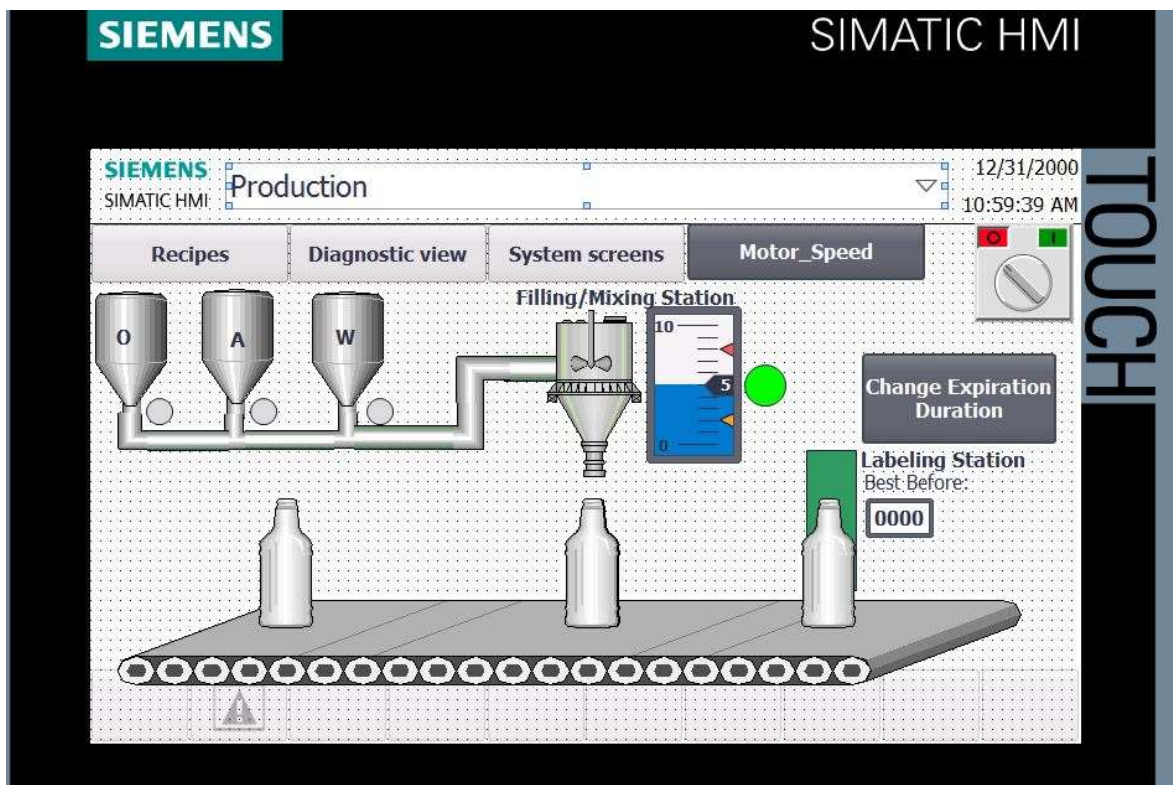 SIEMENS
SIMATIC HMI
TOUCH
SIEMENS
SIMATIC HMI
Production
12/31/2000
10:59:39 AM
Recipes
Diagnostic view
System screens
Motor_Speed
O
I
Filling/Mixing Station
O
A
W
10
5
0
Change Expiration
Duration
Labeling Station
Best Before:
0000